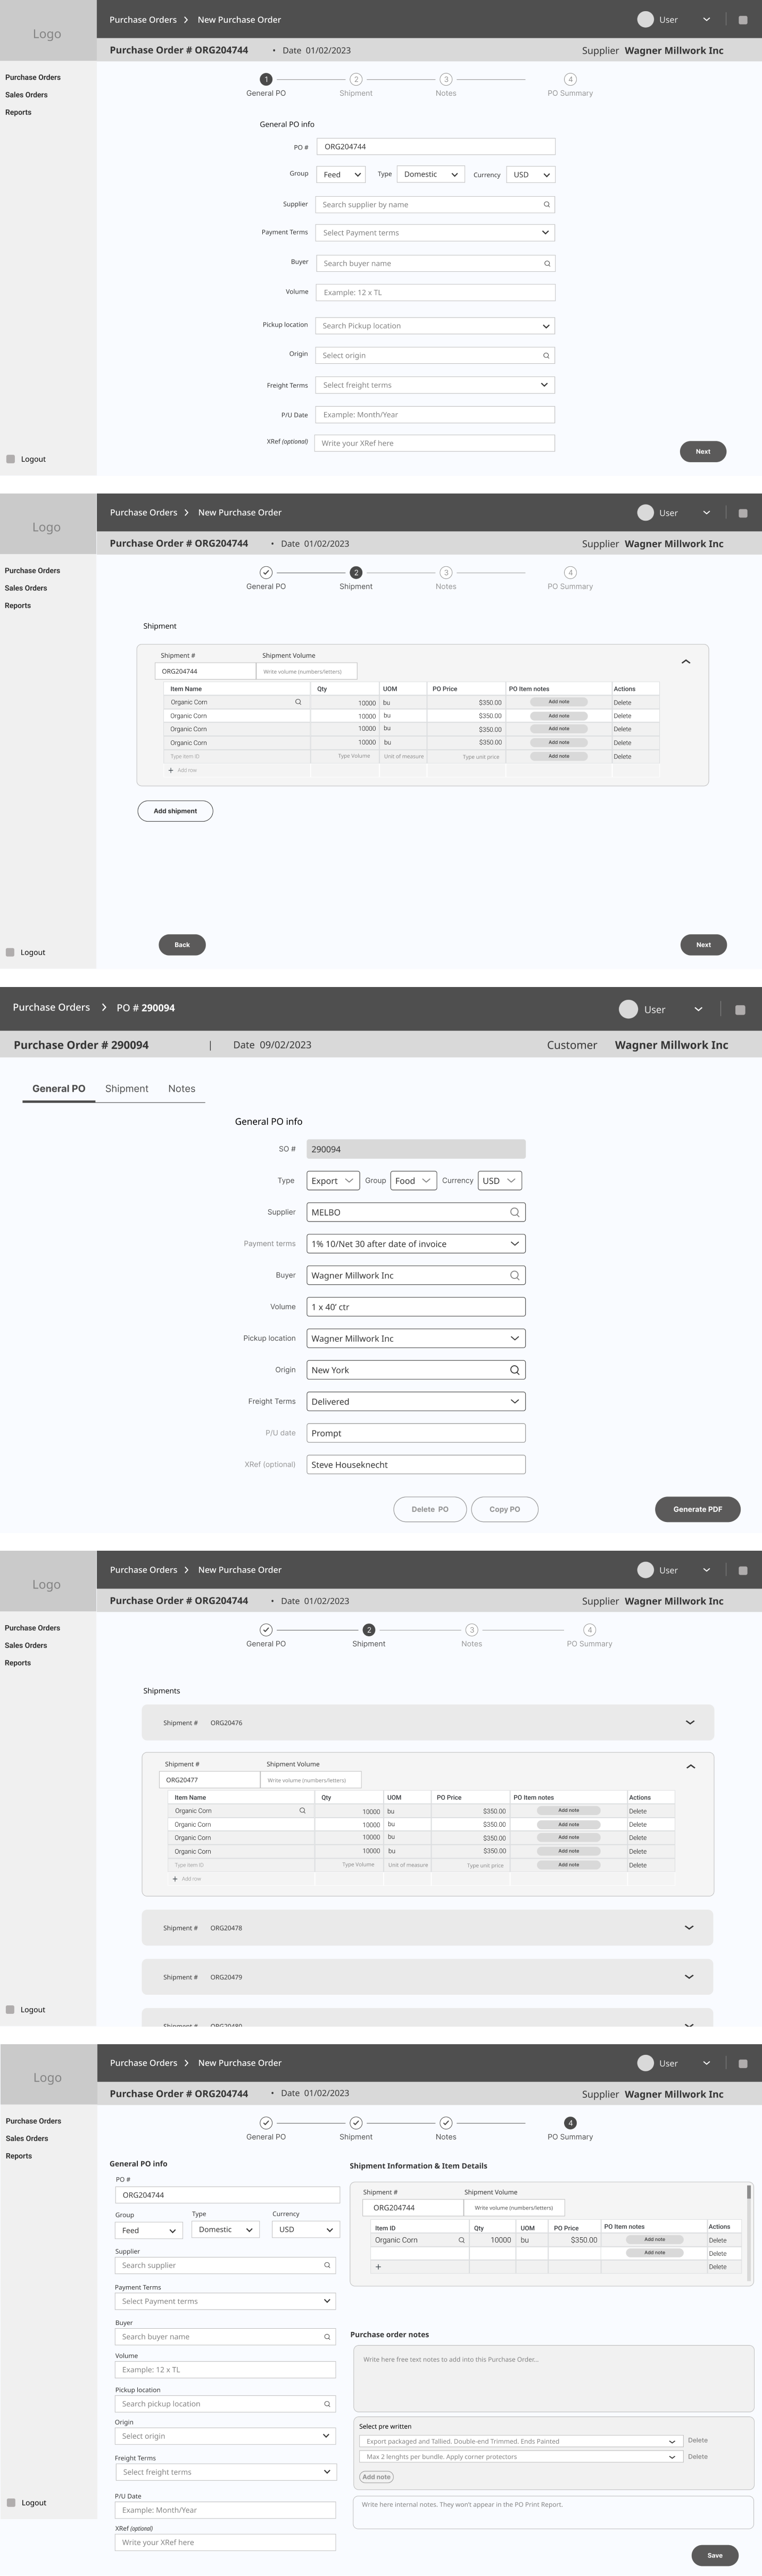 Logo
Purchase Orders > New Purchase Order
User
Purchase Order # ORG204744 • Date 01/02/2023
Supplier Wagner Millwork Inc
Purchase Orders
Sales Orders
Reports
Logout
1 2 3 4
General PO Shipment Notes PO Summary
General PO info
PO # ORG204744
Group Feed Type Domestic Currency USD
Supplier Search supplier by name
Payment Terms Select Payment terms
Buyer Search buyer name
Volume Example: 12 x TL
Pickup location Search Pickup location
Origin Select origin
Freight Terms Select freight terms
P/U Date Example: Month/Year
XRef (optional) Write your XRef here
Next
Logo
Purchase Orders > New Purchase Order
User
Purchase Order # ORG204744 • Date 01/02/2023
Supplier Wagner Millwork Inc
Purchase Orders
Sales Orders
Reports
Logout
2 3 4
General PO Shipment Notes PO Summary
Shipment
Shipment # Shipment Volume
ORG204744 Write volume (numbers/letters)
Item Name Qty UOM PO Price PO Item notes Actions
Organic Corn 10000 bu $350.00 Add note Delete
Organic Corn 10000 bu $350.00 Add note Delete
Organic Corn 10000 bu $350.00 Add note Delete
Organic Corn 10000 bu $350.00 Add note Delete
Type item ID Type Volume Unit of measure Type unit price Add note Delete
+ Add row
Add shipment
Back
Next
Purchase Orders > PO # 290094
User
Purchase Order # 290094 | Date 09/02/2023
Customer Wagner Millwork Inc
General PO Shipment Notes
General PO info
SO # 290094
Type Export Group Food Currency USD
Supplier MELBO
Payment terms 1% 10/Net 30 after date of invoice
Buyer Wagner Millwork Inc
Volume 1 x 40' ctr
Pickup location Wagner Millwork Inc
Origin New York
Freight Terms Delivered
P/U date Prompt
XRef (optional) Steve Houseknecht
Delete PO Copy PO Generate PDF
Logo
Purchase Orders > New Purchase Order
User
Purchase Order # ORG204744 • Date 01/02/2023
Supplier Wagner Millwork Inc
Purchase Orders
Sales Orders
Reports
Logout
2 3 4
General PO Shipment Notes PO Summary
Shipments
Shipment # ORG20476
Shipment # Shipment Volume
ORG20477 Write volume (numbers/letters)
Item Name Qty UOM PO Price PO Item notes Actions
Organic Corn 10000 bu $350.00 Add note Delete
Organic Corn 10000 bu $350.00 Add note Delete
Organic Corn 10000 bu $350.00 Add note Delete
Organic Corn 10000 bu $350.00 Add note Delete
Type item ID Type Volume Unit of measure Type unit price Add note Delete
+ Add row
Shipment # ORG20478
Shipment # ORG20479
Shipment # ORG20480
Logo
Purchase Orders > New Purchase Order
User
Purchase Order # ORG204744 • Date 01/02/2023
Supplier Wagner Millwork Inc
Purchase Orders
Sales Orders
Reports
Logout
4
General PO Shipment Notes PO Summary
General PO info
PO #
ORG204744
Group Type Currency
Feed Domestic USD
Supplier
Search supplier
Payment Terms
Select Payment terms
Buyer
Search buyer name
Volume
Example: 12 x TL
Pickup location
Search pickup location
Origin
Select origin
Freight Terms
Select freight terms
P/U Date
Example: Month/Year
XRef (optional)
Write your XRef here
Shipment Information & Item Details
Shipment # Shipment Volume
ORG204744 Write volume (numbers/letters)
Item ID Qty UOM PO Price PO Item notes Actions
Organic Corn 10000 bu $350.00 Add note Delete
Add note Delete
+ Delete
Purchase order notes
Write here free text notes to add into this Purchase Order...
Select pre written
Export packaged and Tallied. Double-end Trimmed. Ends Painted Delete
Max 2 lenghts per bundle. Apply corner protectors Delete
Add note
Write here internal notes. They won't appear in the PO Print Report.
Save